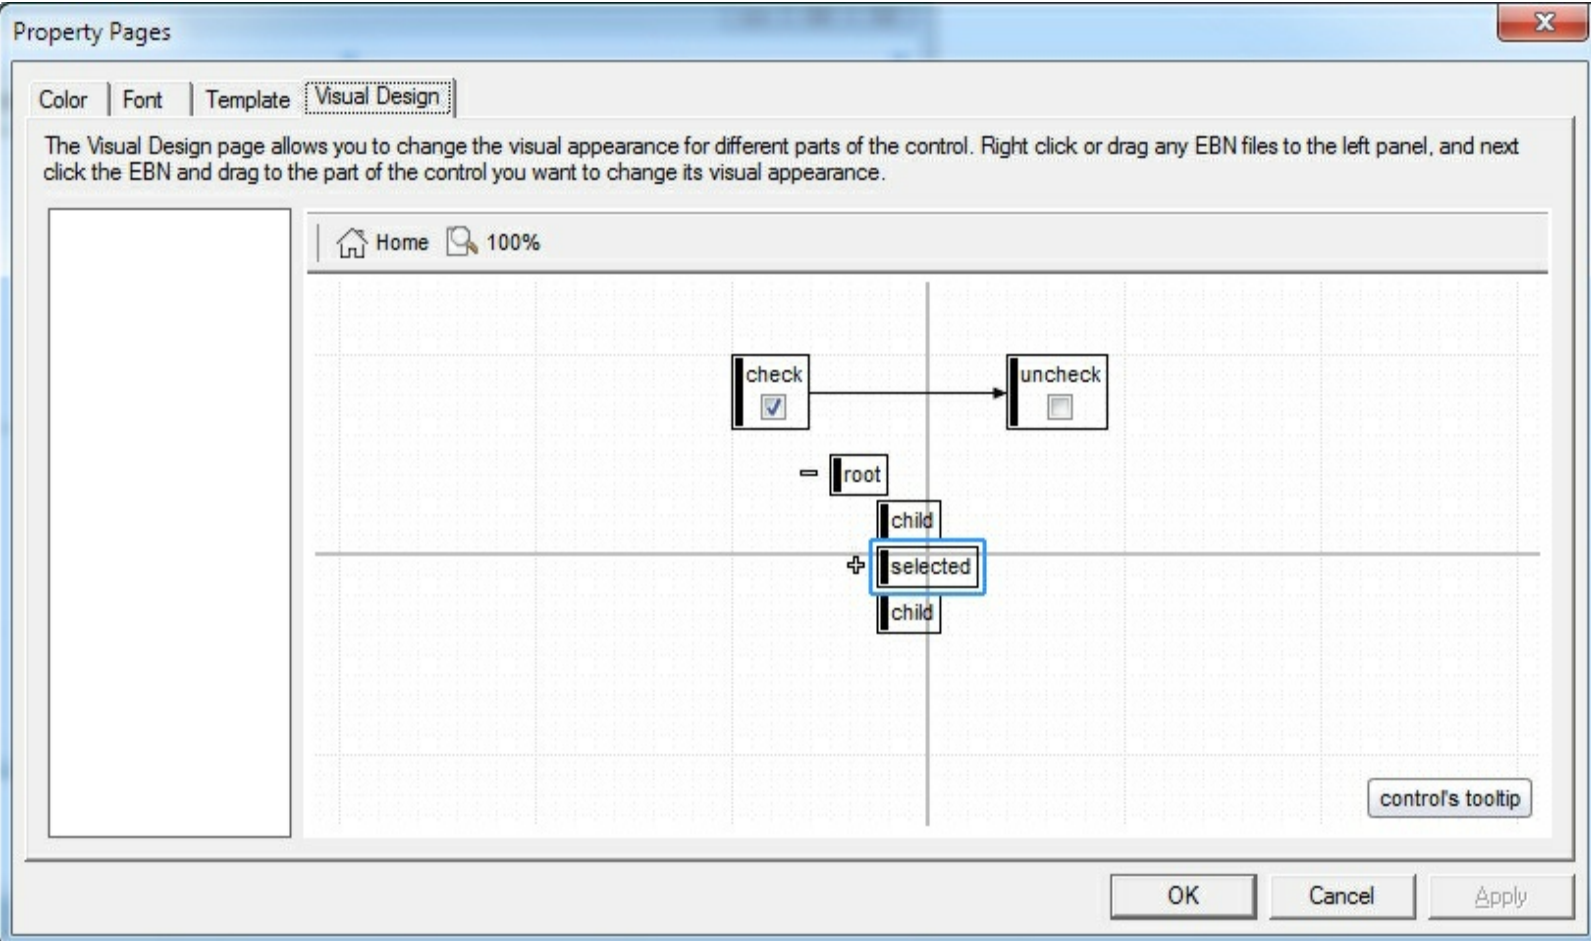 Property Pages
Color Font Template Visual Design
The Visual Design page allows you to change the visual appearance for different parts of the control. Right click or drag any EBN files to the left panel, and next
click the EBN and drag to the part of the control you want to change its visual appearance.
Home 100%
check uncheck
root
child
selected
child
control's tooltip
OK Cancel Apply